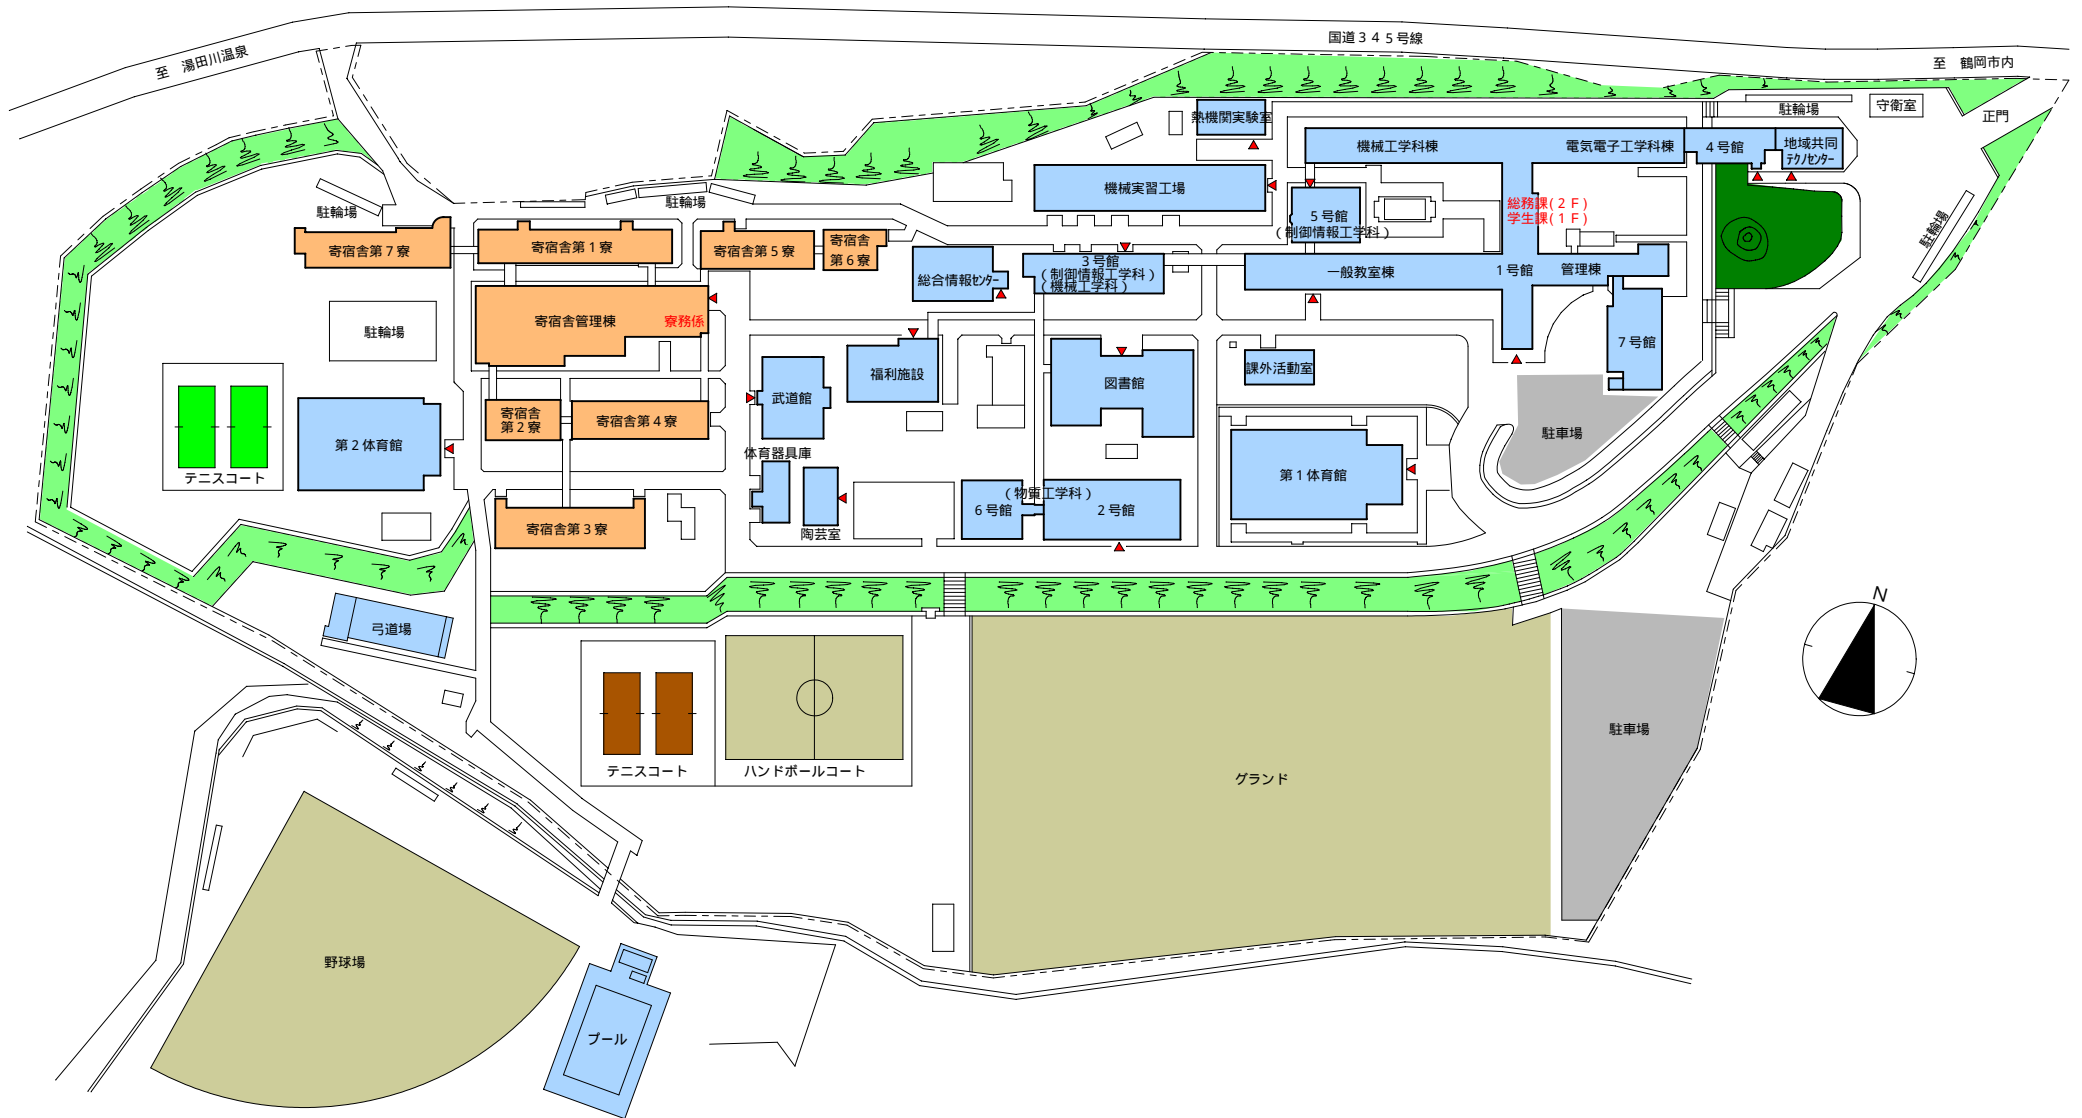 国道３４５号線
至　湯田川温泉
至　鶴岡市内
駐輪場
守衛室
正門
熱機関実験室
機械工学科棟
電気電子工学科棟
４号館
地域共同
ﾃｸﾉｾﾝﾀｰ
機械実習工場
駐輪場
駐輪場
５号館
（制御情報工学科）
総務課(２Ｆ)
学生課(１Ｆ)
駐輪場
寄宿舎第７寮
寄宿舎第１寮
寄宿舎第５寮
寄宿舎
第６寮
総合情報ｾﾝﾀｰ
３号館
（制御情報工学科）
（機械工学科）
一般教室棟
１号館
管理棟
寄宿舎管理棟
寮務係
駐輪場
７号館
福利施設
図書館
課外活動室
武道館
寄宿舎
第２寮
寄宿舎第４寮
駐車場
第２体育館
体育器具庫
テニスコート
第１体育館
（物質工学科）
６号館
２号館
寄宿舎第３寮
陶芸室
弓道場
N
駐車場
テニスコート
ハンドボールコート
グランド
野球場
プール